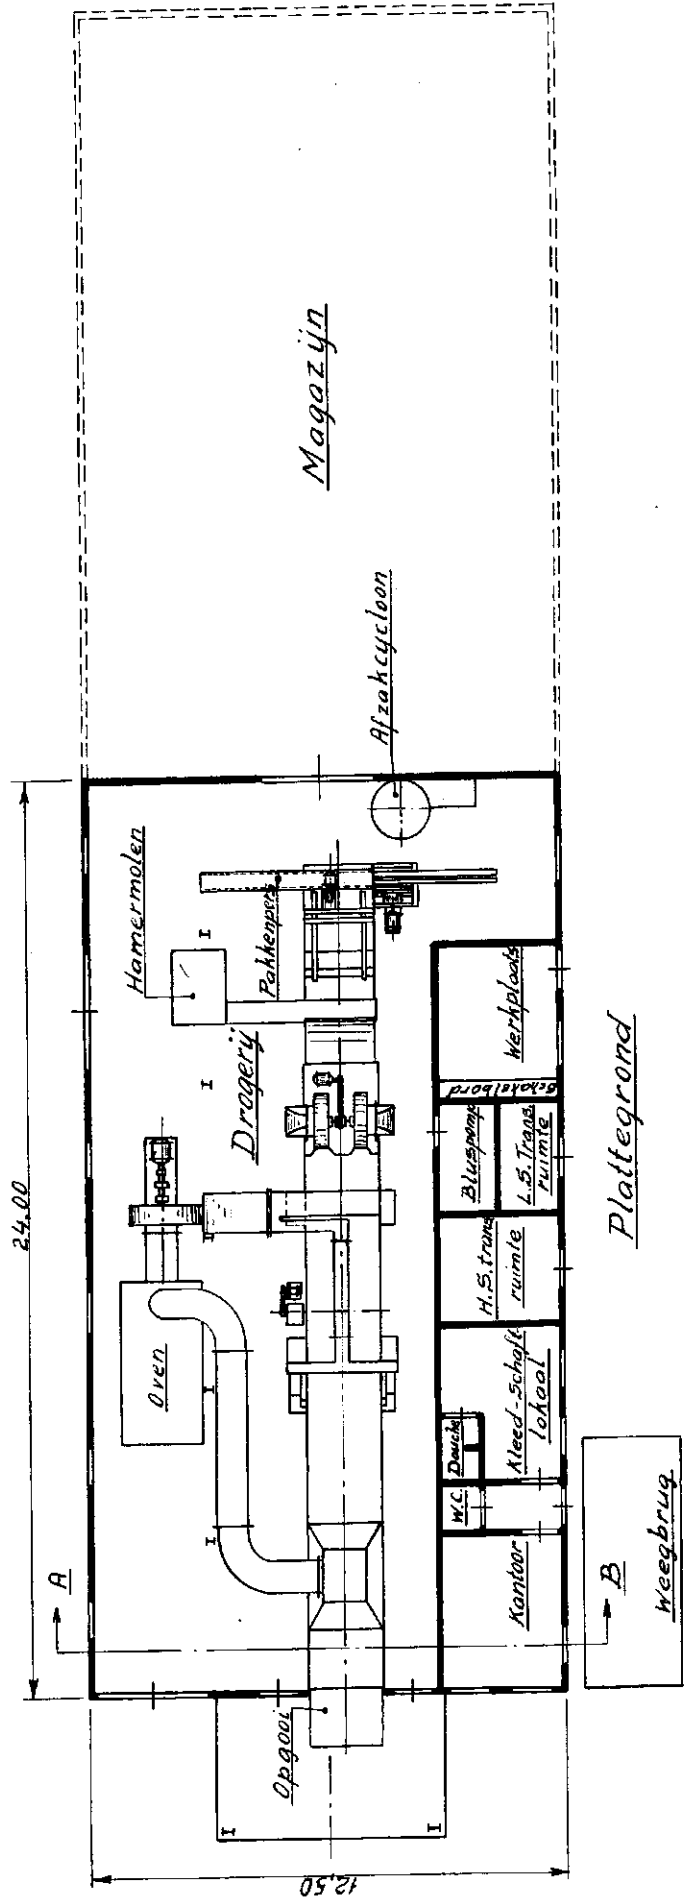 Magazijn
Afzakcycloon
Hamermolen
Pakkenpers
Drogerij
24.00
Oven
Werkplaats
Schakelbord
Bluspomp
L.S. Trans.
ruimte
H.S. trans
ruimte
Kleed-Schaft
lokaal
Douche
W.C.
Kantoor
A
B
Weegbrug
Opgooi
12,50
Plattegrond